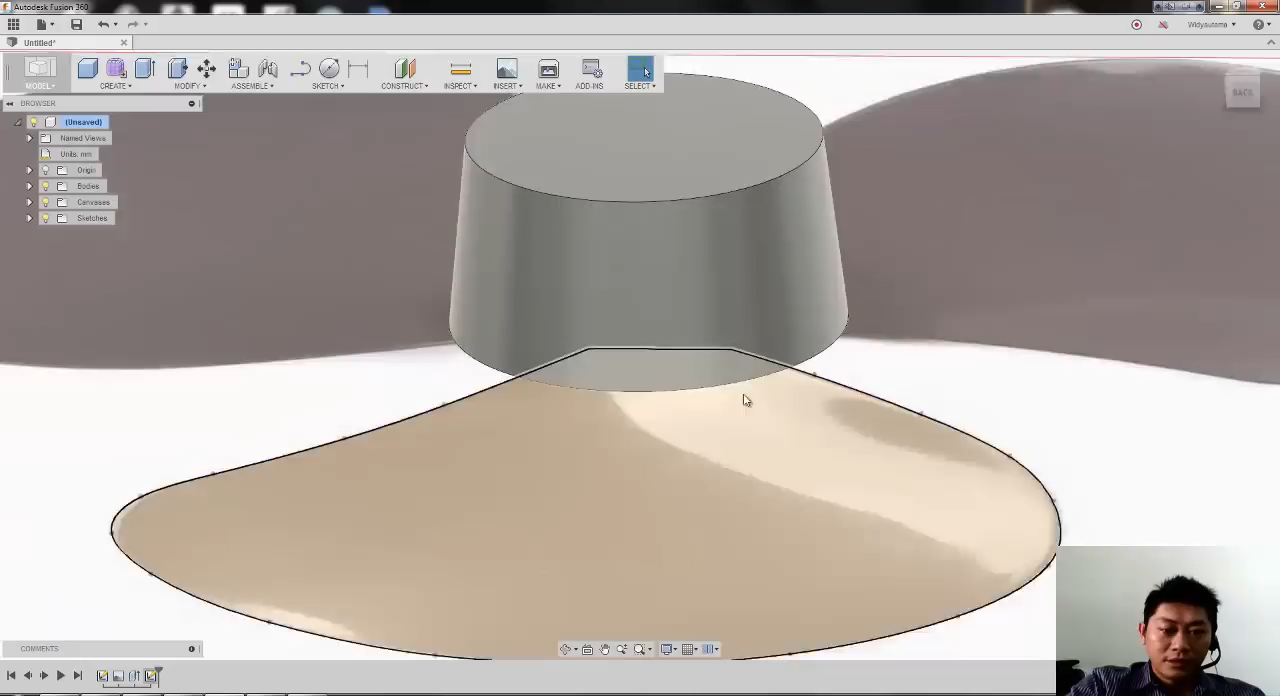 Autodesk Fusion 360
Widyautama
Untitled*
MODEL
CREATE
MODIFY
ASSEMBLE
SKETCH
CONSTRUCT
INSPECT
INSERT
MAKE
ADD-INS
SELECT
BACK
BROWSER
(Unsaved)
Named Views
Units: mm
Origin
Bodies
Canvases
Sketches
COMMENTS